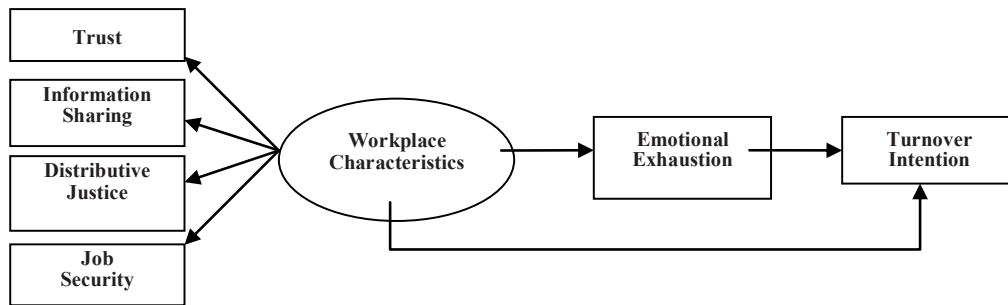 Trust
Information
Sharing
Distributive
Justice
Job
Security
Workplace
Characteristics
Emotional
Exhaustion
Turnover
Intention